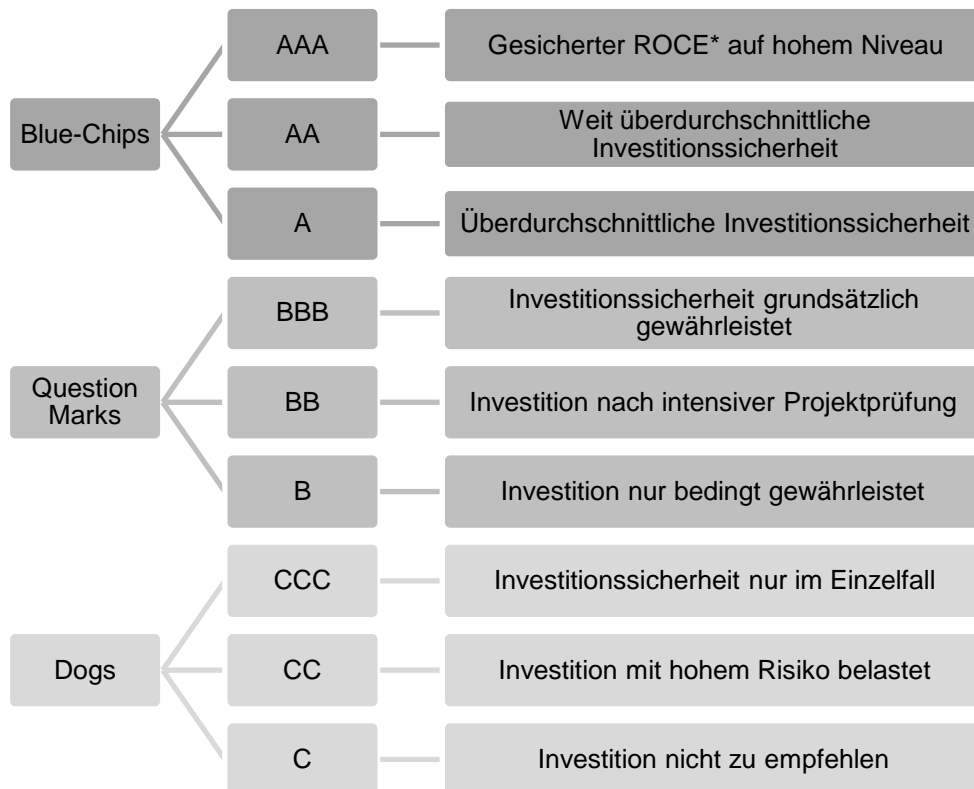 Blue-Chips
AAA
Gesicherter ROCE* auf hohem Niveau
AA
Weit überdurchschnittliche
Investitionssicherheit
A
Überdurchschnittliche Investitionssicherheit
Question
Marks
BBB
Investitionssicherheit grundsätzlich
gewährleistet
BB
Investition nach intensiver Projektprüfung
B
Investition nur bedingt gewährleistet
Dogs
CCC
Investitionssicherheit nur im Einzelfall
CC
Investition mit hohem Risiko belastet
C
Investition nicht zu empfehlen